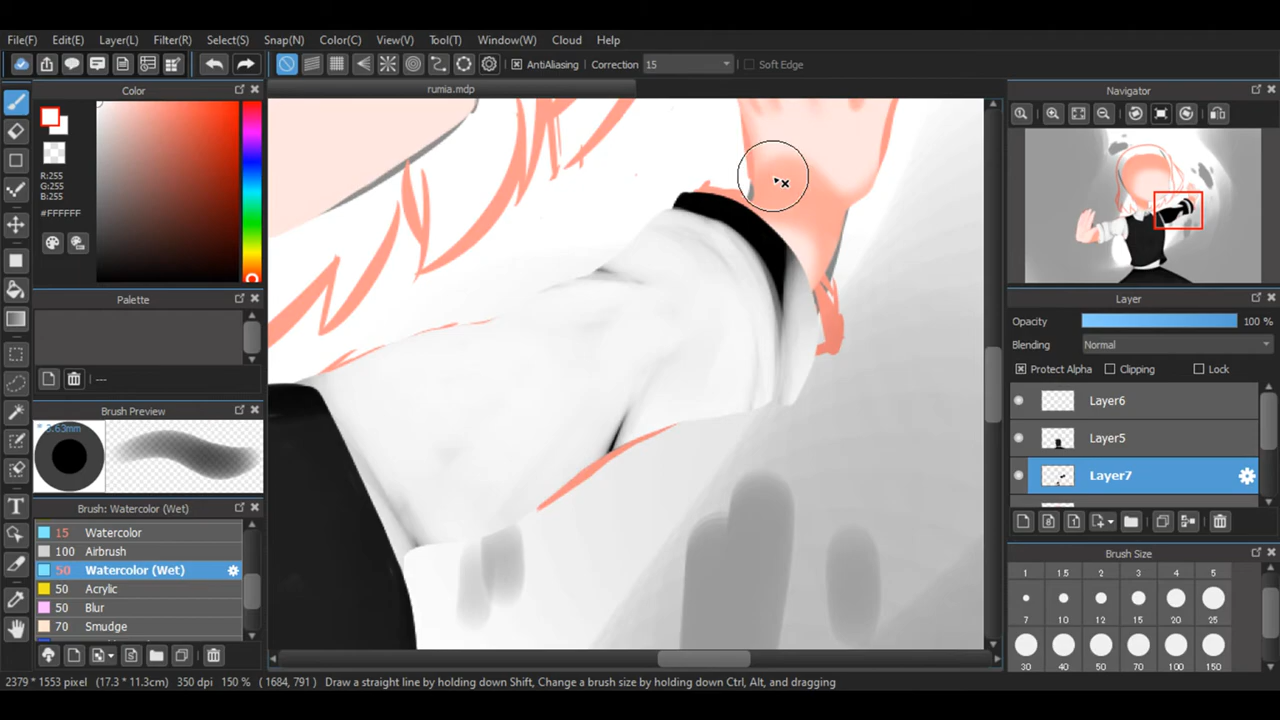 File(F) Edit(E) Layer(L) Filter(R) Select(S) Snap(N) Color(C) View(V) Tool(T) Window(W) Cloud Help
AntiAliasing Correction 15 Soft Edge
Color
rumia.mdp
Navigator
R:255
G:255
B:255
#FFFFFF
Palette
---
Brush Preview
Brush: Watercolor (Wet)
15 Watercolor
100 Airbrush
50 Watercolor (Wet)
50 Acrylic
50 Blur
70 Smudge
Layer
Opacity 100 %
Blending Normal
Protect Alpha Clipping Lock
Layer6
Layer5
Layer7
Brush Size
1 1.5 2 3 4 5
7 10 12 15 20 25
30 40 50 70 100 150
2379 * 1553 pixel (17.3 * 11.3cm) 350 dpi 150 % ( 1684, 791 ) Draw a straight line by holding down Shift, Change a brush size by holding down Ctrl, Alt, and dragging